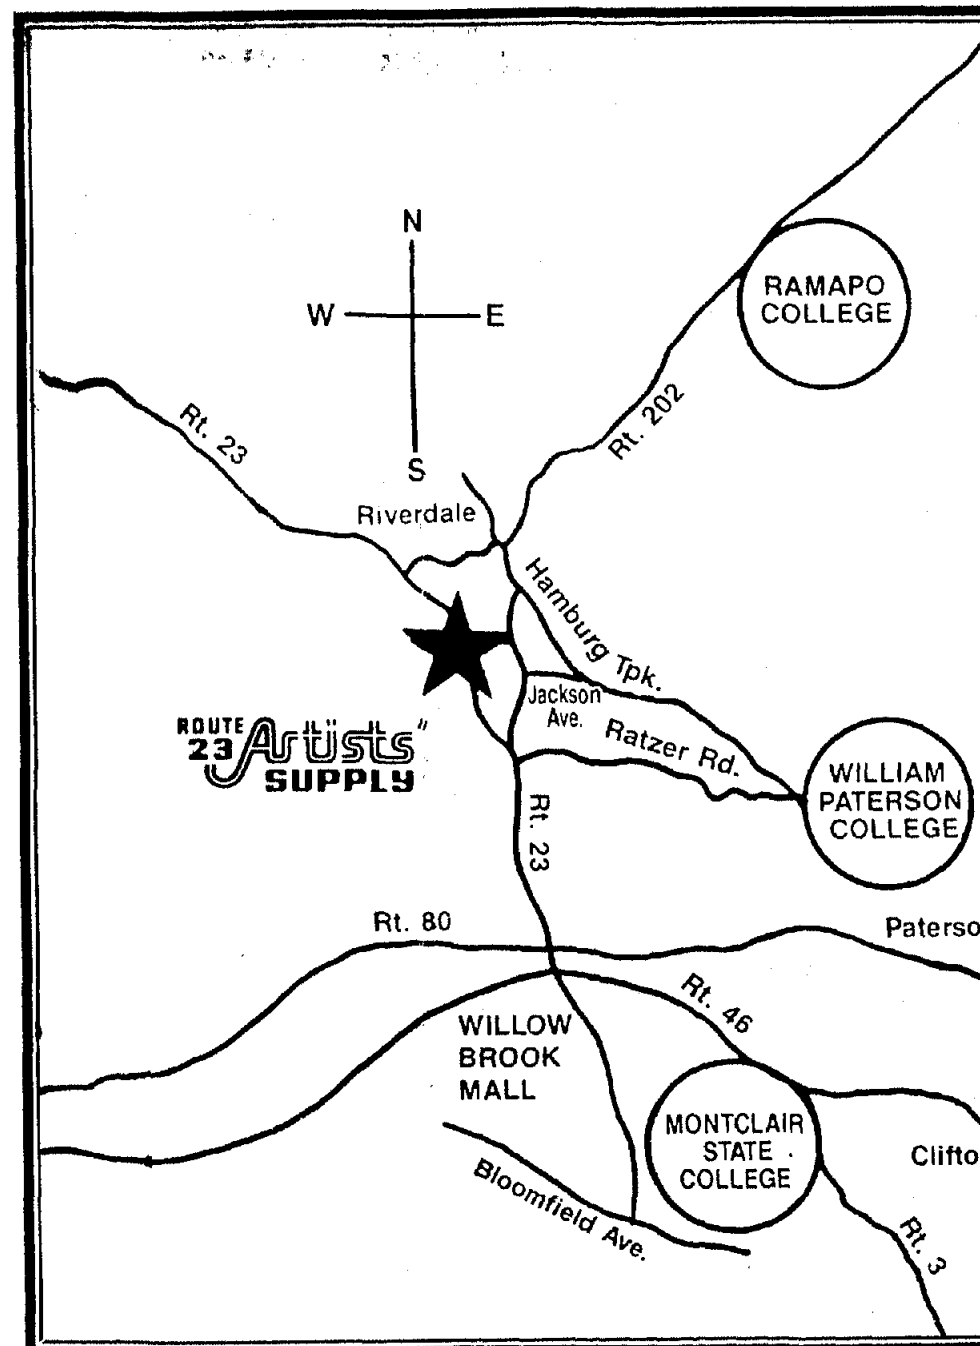 N
W
E
S
RAMAPO
COLLEGE
Rt. 23
Rt. 202
Riverdale
Hamburg Tpk.
Jackson
Ave.
Ratzer Rd.
ROUTE
23 Artists"
SUPPLY
WILLIAM
PATERSON
COLLEGE
Rt. 23
Rt. 80
Paterso
Rt. 46
WILLOW
BROOK
MALL
MONTCLAIR
STATE
COLLEGE
Clifto
Bloomfield Ave.
Rt. 3